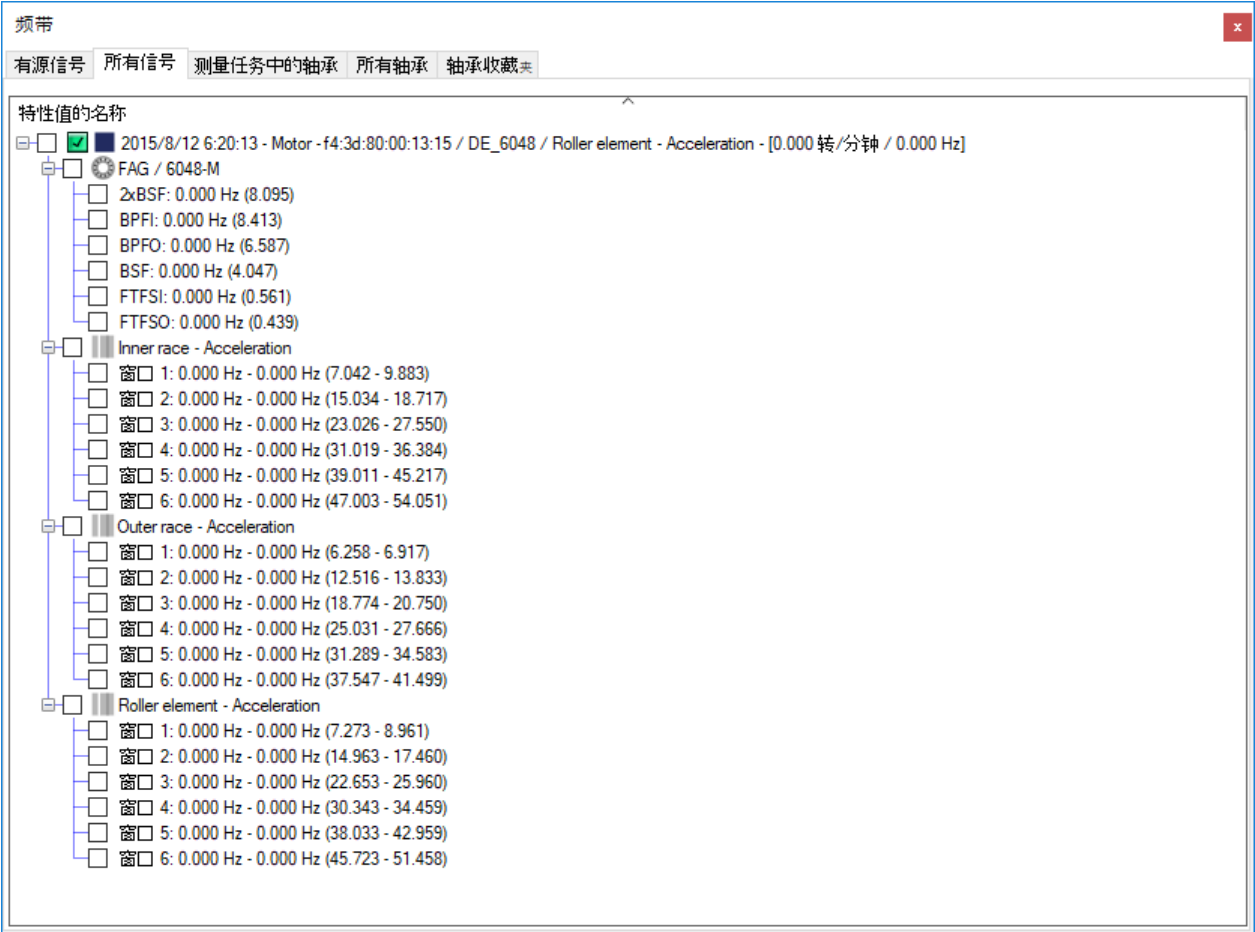 频带
x
有源信号 所有信号 测量任务中的轴承 所有轴承 轴承收藏夹
特性值的名称
2015/8/12 6:20:13 - Motor - f4:3d:80:00:13:15 / DE_6048 / Roller element - Acceleration - [0.000 转/分钟 / 0.000 Hz]
FAG / 6048-M
2xBSF: 0.000 Hz (8.095)
BPFI: 0.000 Hz (8.413)
BPFO: 0.000 Hz (6.587)
BSF: 0.000 Hz (4.047)
FTFSI: 0.000 Hz (0.561)
FTFSO: 0.000 Hz (0.439)
Inner race - Acceleration
窗口 1: 0.000 Hz - 0.000 Hz (7.042 - 9.883)
窗口 2: 0.000 Hz - 0.000 Hz (15.034 - 18.717)
窗口 3: 0.000 Hz - 0.000 Hz (23.026 - 27.550)
窗口 4: 0.000 Hz - 0.000 Hz (31.019 - 36.384)
窗口 5: 0.000 Hz - 0.000 Hz (39.011 - 45.217)
窗口 6: 0.000 Hz - 0.000 Hz (47.003 - 54.051)
Outer race - Acceleration
窗口 1: 0.000 Hz - 0.000 Hz (6.258 - 6.917)
窗口 2: 0.000 Hz - 0.000 Hz (12.516 - 13.833)
窗口 3: 0.000 Hz - 0.000 Hz (18.774 - 20.750)
窗口 4: 0.000 Hz - 0.000 Hz (25.031 - 27.666)
窗口 5: 0.000 Hz - 0.000 Hz (31.289 - 34.583)
窗口 6: 0.000 Hz - 0.000 Hz (37.547 - 41.499)
Roller element - Acceleration
窗口 1: 0.000 Hz - 0.000 Hz (7.273 - 8.961)
窗口 2: 0.000 Hz - 0.000 Hz (14.963 - 17.460)
窗口 3: 0.000 Hz - 0.000 Hz (22.653 - 25.960)
窗口 4: 0.000 Hz - 0.000 Hz (30.343 - 34.459)
窗口 5: 0.000 Hz - 0.000 Hz (38.033 - 42.959)
窗口 6: 0.000 Hz - 0.000 Hz (45.723 - 51.458)